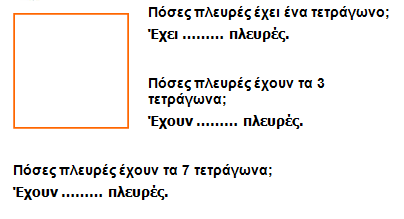 Πόσες πλευρές έχει ένα τετράγωνο;
Έχει ......... πλευρές.
Πόσες πλευρές έχουν τα 3
τετράγωνα;
Έχουν ......... πλευρές.
Πόσες πλευρές έχουν τα 7 τετράγωνα;
Έχουν ......... πλευρές.